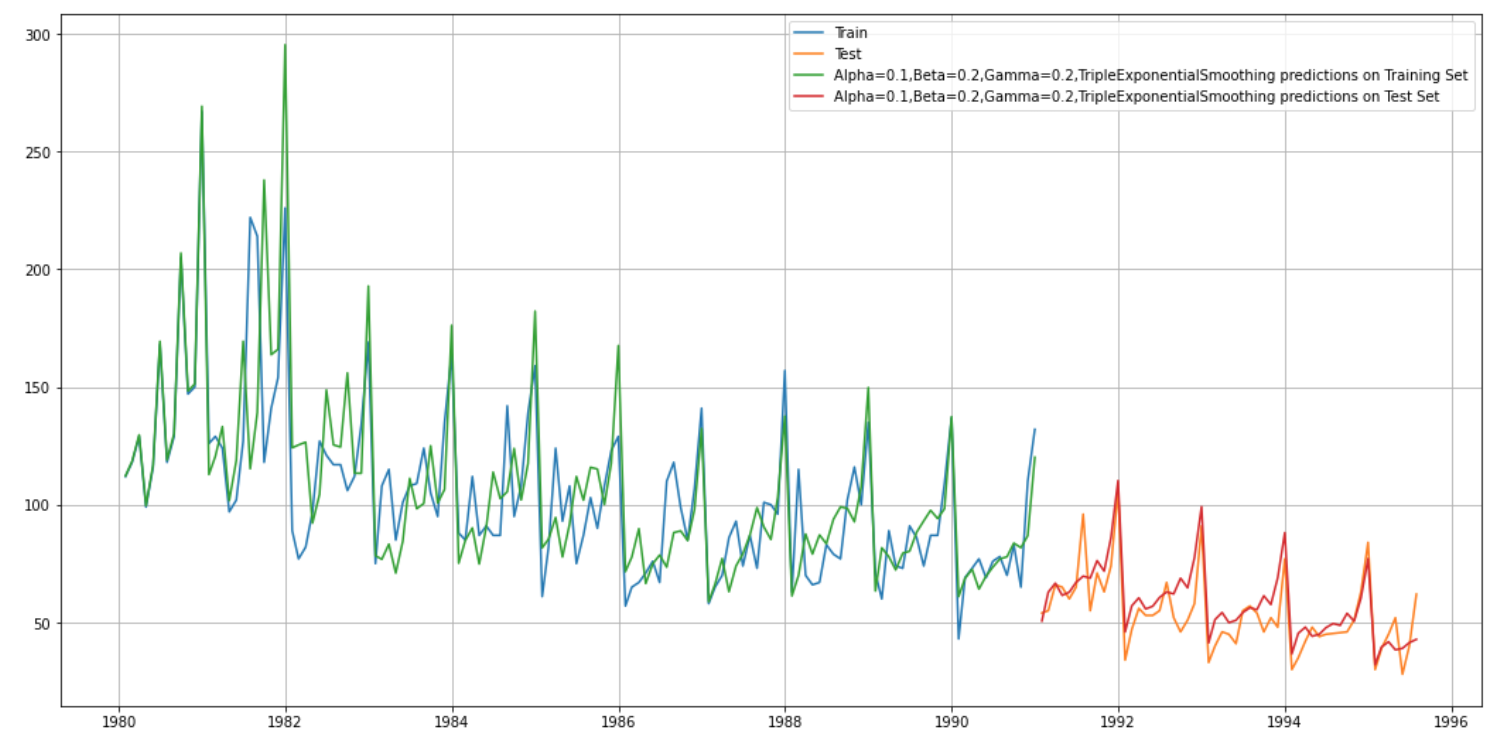 300
250
200
150
100
50
Train
Test
Alpha=0.1,Beta=0.2,Gamma=0.2,TripleExponentialSmoothing predictions on Training Set
Alpha=0.1,Beta=0.2,Gamma=0.2,TripleExponentialSmoothing predictions on Test Set
1980 1982 1984 1986 1988 1990 1992 1994 1996